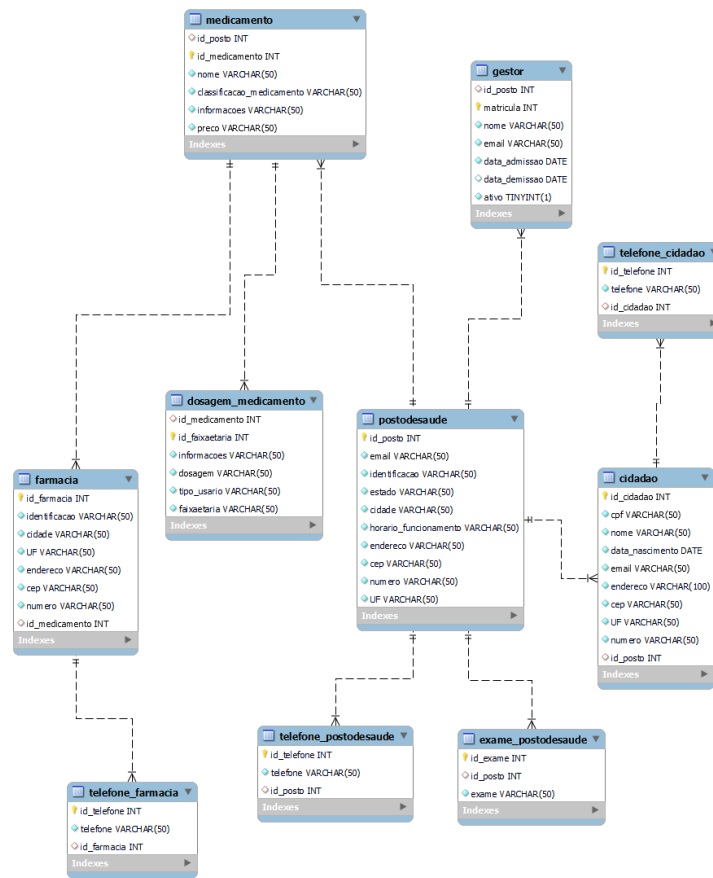 medicamento
id_posto INT
id_medicamento INT
nome VARCHAR(50)
classificacao_medicamento VARCHAR(50)
informacoes VARCHAR(50)
preco VARCHAR(50)
Indexes
gestor
id_posto INT
matricula INT
nome VARCHAR(50)
email VARCHAR(50)
data_admissao DATE
data_demissao DATE
ativo TINYINT(1)
Indexes
telefone_cidadao
id_telefone INT
telefone VARCHAR(50)
id_cidadao INT
Indexes
dosagem_medicamento
id_medicamento INT
id_faixaetaria INT
informacoes VARCHAR(50)
dosagem VARCHAR(50)
tipo_usario VARCHAR(50)
faixaetaria VARCHAR(50)
Indexes
postodesaude
id_posto INT
email VARCHAR(50)
identificacao VARCHAR(50)
estado VARCHAR(50)
cidade VARCHAR(50)
horario_funcionamento VARCHAR(50)
endereco VARCHAR(50)
cep VARCHAR(50)
numero VARCHAR(50)
UF VARCHAR(50)
Indexes
farmacia
id_farmacia INT
identificacao VARCHAR(50)
cidade VARCHAR(50)
UF VARCHAR(50)
endereco VARCHAR(50)
cep VARCHAR(50)
numero VARCHAR(50)
id_medicamento INT
Indexes
cidadao
id_cidadao INT
cpf VARCHAR(50)
nome VARCHAR(50)
data_nascimento DATE
email VARCHAR(50)
endereco VARCHAR(100)
cep VARCHAR(50)
UF VARCHAR(50)
numero VARCHAR(50)
id_posto INT
Indexes
telefone_postodesaude
id_telefone INT
telefone VARCHAR(50)
id_posto INT
Indexes
exame_postodesaude
id_exame INT
id_posto INT
exame VARCHAR(50)
Indexes
telefone_farmacia
id_telefone INT
telefone VARCHAR(50)
id_farmacia INT
Indexes